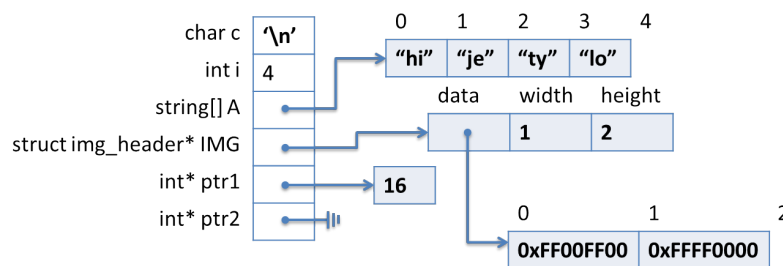 char c ‘\n’
int i 4
string[] A
struct img_header* IMG
int* ptr1
int* ptr2
0 1 2 3 4
“hi” “je” “ty” “lo”
data width height
1 2
16
0 1 2
0xFF00FF00 0xFFFF0000